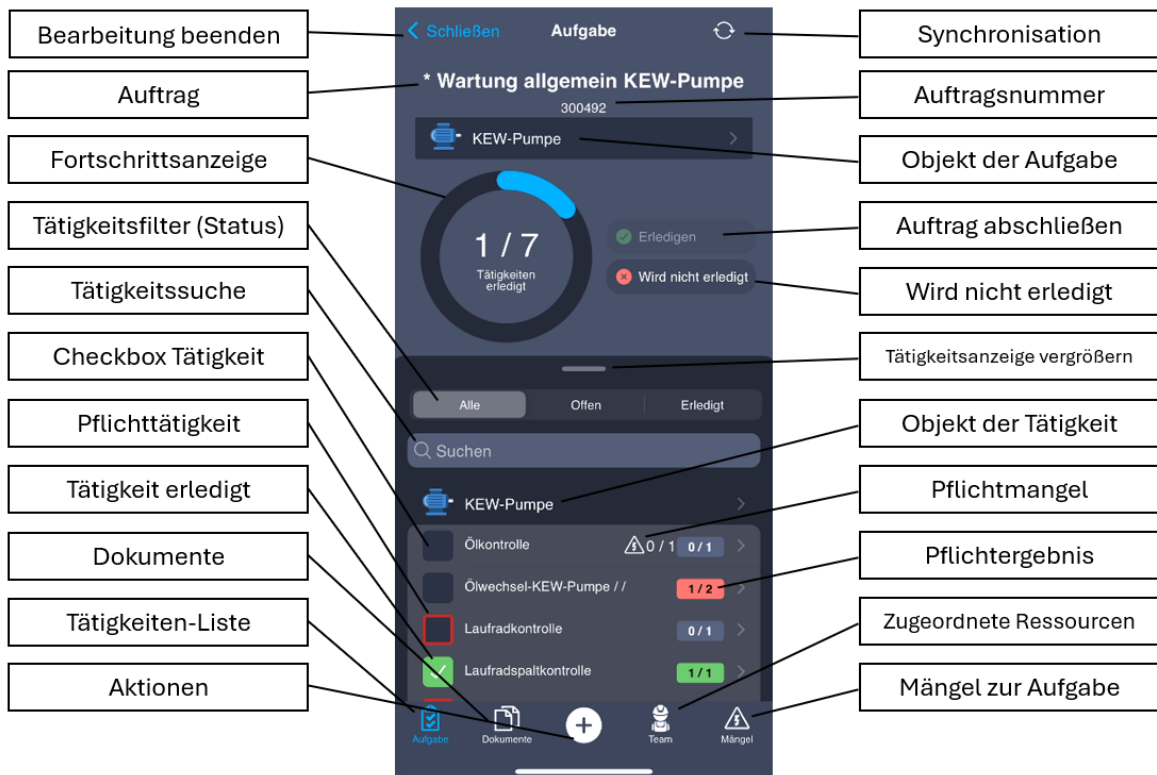 Bearbeitung beenden
Auftrag
Fortschrittsanzeige
Tätigkeitsfilter (Status)
Tätigkeitssuche
Checkbox Tätigkeit
Pflichttätigkeit
Tätigkeit erledigt
Dokumente
Tätigkeiten-Liste
Aktionen
Schließen Aufgabe
* Wartung allgemein KEW-Pumpe
300492
KEW-Pumpe
1 / 7
Tätigkeiten
erledigt
Erledigen
Wird nicht erledigt
Alle Offen Erledigt
Suchen
KEW-Pumpe
Ölkontrolle 0 / 1 0 / 1
Ölwechsel-KEW-Pumpe / / 1 / 2
Laufradkontrolle 0 / 1
Laufradspaltkontrolle 1 / 1
Aufgabe Dokumente Team Mängel
Synchronisation
Auftragsnummer
Objekt der Aufgabe
Auftrag abschließen
Wird nicht erledigt
Tätigkeitsanzeige vergrößern
Objekt der Tätigkeit
Pflichtmangel
Pflichtergebnis
Zugeordnete Ressourcen
Mängel zur Aufgabe